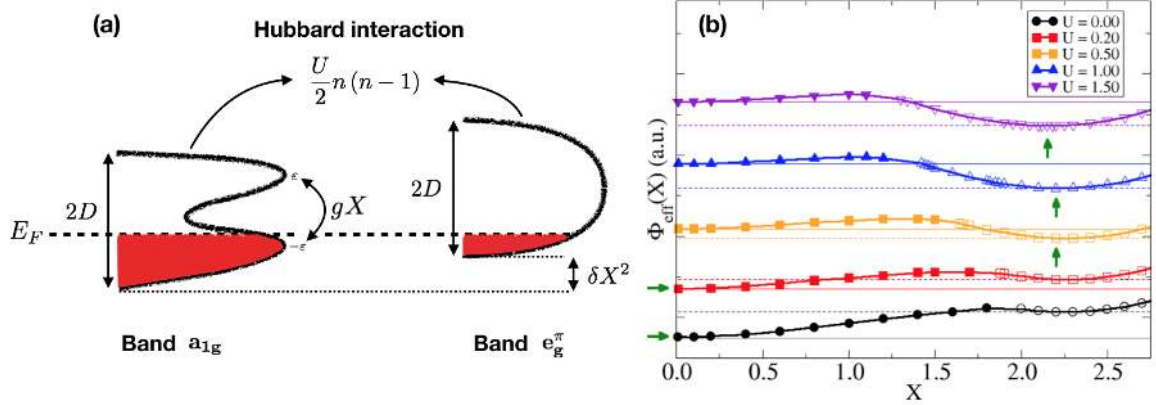 (a)
Hubbard interaction
U/2 n(n−1)
2D
ε
gX
E_F
−ε
2D
δX²
Band a₁g
Band e_g^π
(b)
U = 0.00
U = 0.20
U = 0.50
U = 1.00
U = 1.50
Φ_eff(X) (a.u.)
0.0 0.5 1.0 1.5 2.0 2.5
X